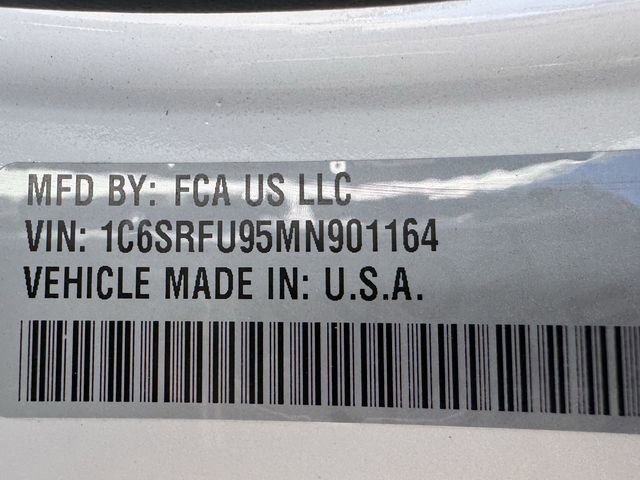 MFD BY: FCA US LLC
VIN: 1C6SRFU95MN901164
VEHICLE MADE IN: U.S.A.